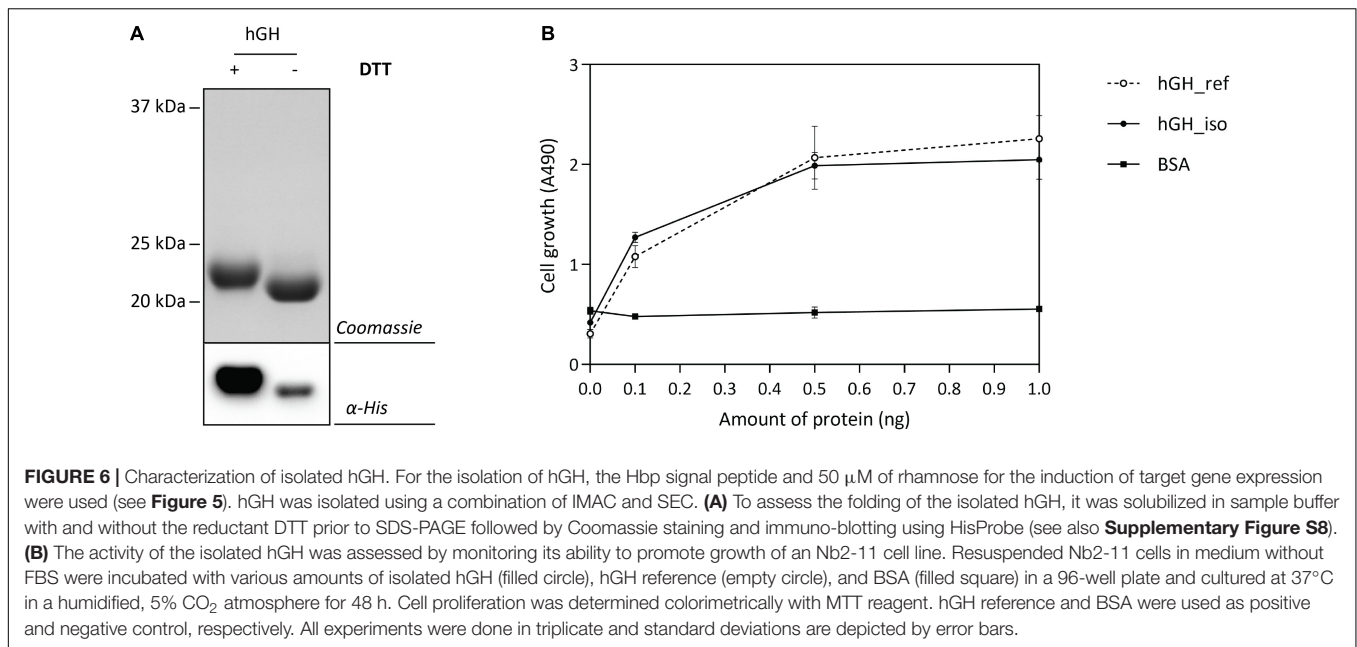 A
hGH
+ - DTT
37 kDa
25 kDa
20 kDa
Coomassie
α-His
B
3
2
1
0
Cell growth (A490)
0.0 0.1 0.2 0.3 0.4 0.5 0.6 0.7 0.8 0.9 1.0
Amount of protein (ng)
hGH_ref
hGH_iso
BSA
FIGURE 6 | Characterization of isolated hGH. For the isolation of hGH, the Hbp signal peptide and 50 μM of rhamnose for the induction of target gene expression
were used (see Figure 5). hGH was isolated using a combination of IMAC and SEC. (A) To assess the folding of the isolated hGH, it was solubilized in sample buffer
with and without the reductant DTT prior to SDS-PAGE followed by Coomassie staining and immuno-blotting using HisProbe (see also Supplementary Figure S8).
(B) The activity of the isolated hGH was assessed by monitoring its ability to promote growth of an Nb2-11 cell line. Resuspended Nb2-11 cells in medium without
FBS were incubated with various amounts of isolated hGH (filled circle), hGH reference (empty circle), and BSA (filled square) in a 96-well plate and cultured at 37°C
in a humidified, 5% CO₂ atmosphere for 48 h. Cell proliferation was determined colorimetrically with MTT reagent. hGH reference and BSA were used as positive
and negative control, respectively. All experiments were done in triplicate and standard deviations are depicted by error bars.